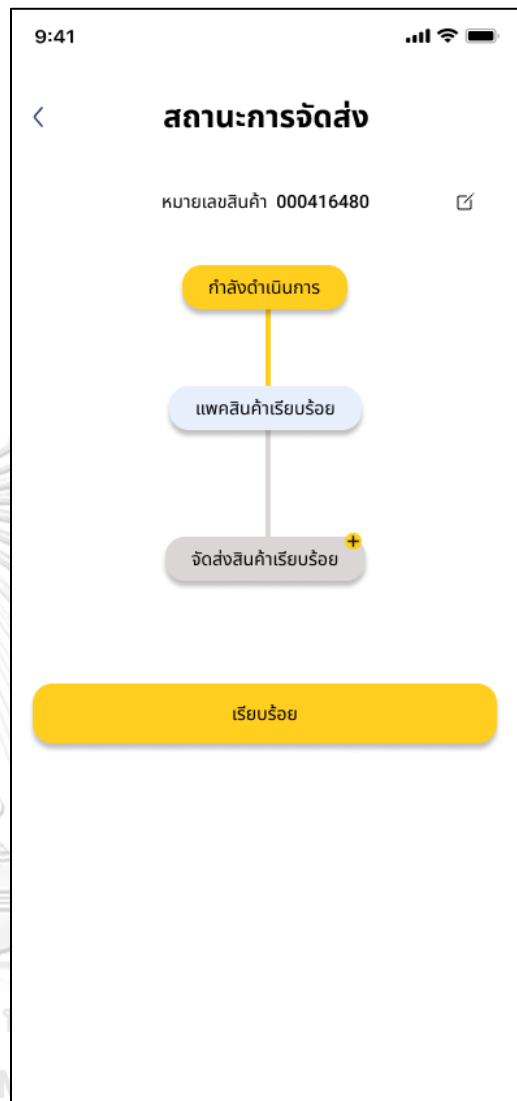 9:41
สถานะการจัดส่ง
หมายเลขสินค้า 000416480
กำลังดำเนินการ
แพคสินค้าเรียบร้อย
จัดส่งสินค้าเรียบร้อย
เรียบร้อย